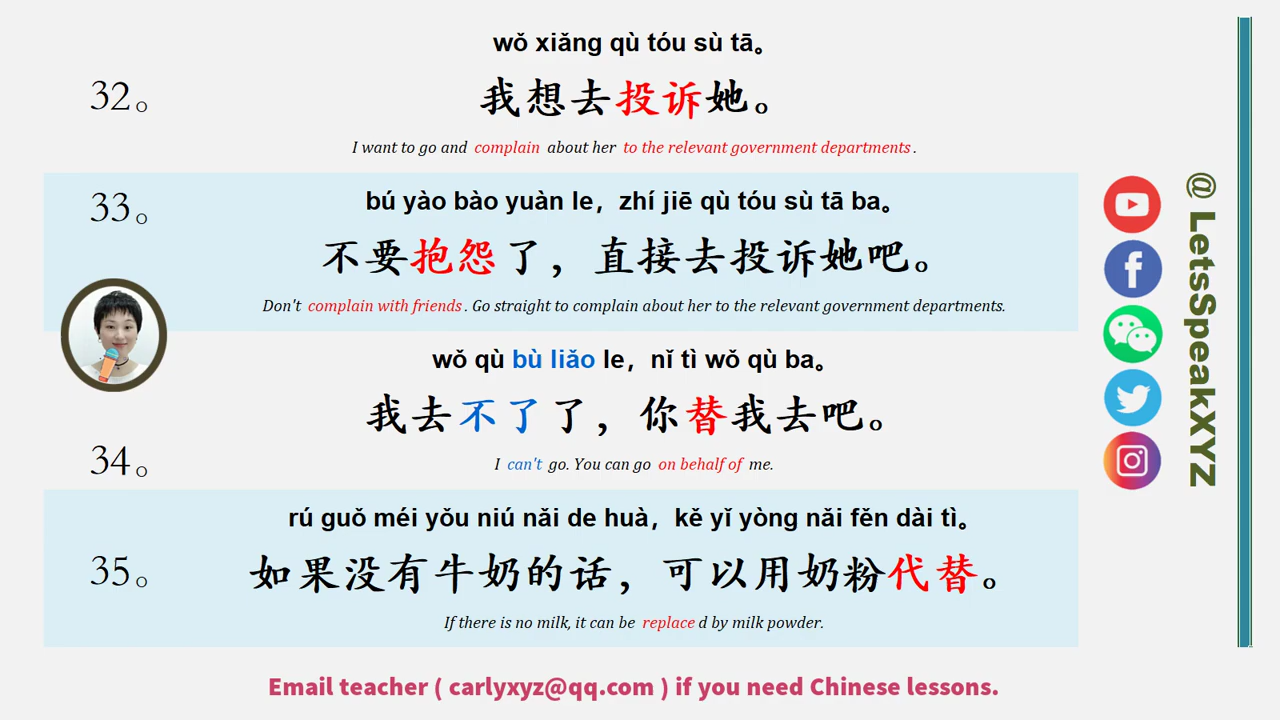 wǒ xiǎng qù tóu sù tā。
32。
我想去投诉她。
I want to go and complain about her to the relevant government departments.
bú yào bào yuàn le，zhí jiē qù tóu sù tā ba。
33。
不要抱怨了，直接去投诉她吧。
Don't complain with friends. Go straight to complain about her to the relevant government departments.
wǒ qù bù liǎo le，nǐ tì wǒ qù ba。
我去不了了，你替我去吧。
34。
I can't go. You can go on behalf of me.
rú guǒ méi yǒu niú nǎi de huà，kě yǐ yòng nǎi fěn dài tì。
35。
如果没有牛奶的话，可以用奶粉代替。
If there is no milk, it can be replace d by milk powder.
@ LetsSpeakXYZ
Email teacher ( carlyxyz@qq.com ) if you need Chinese lessons.